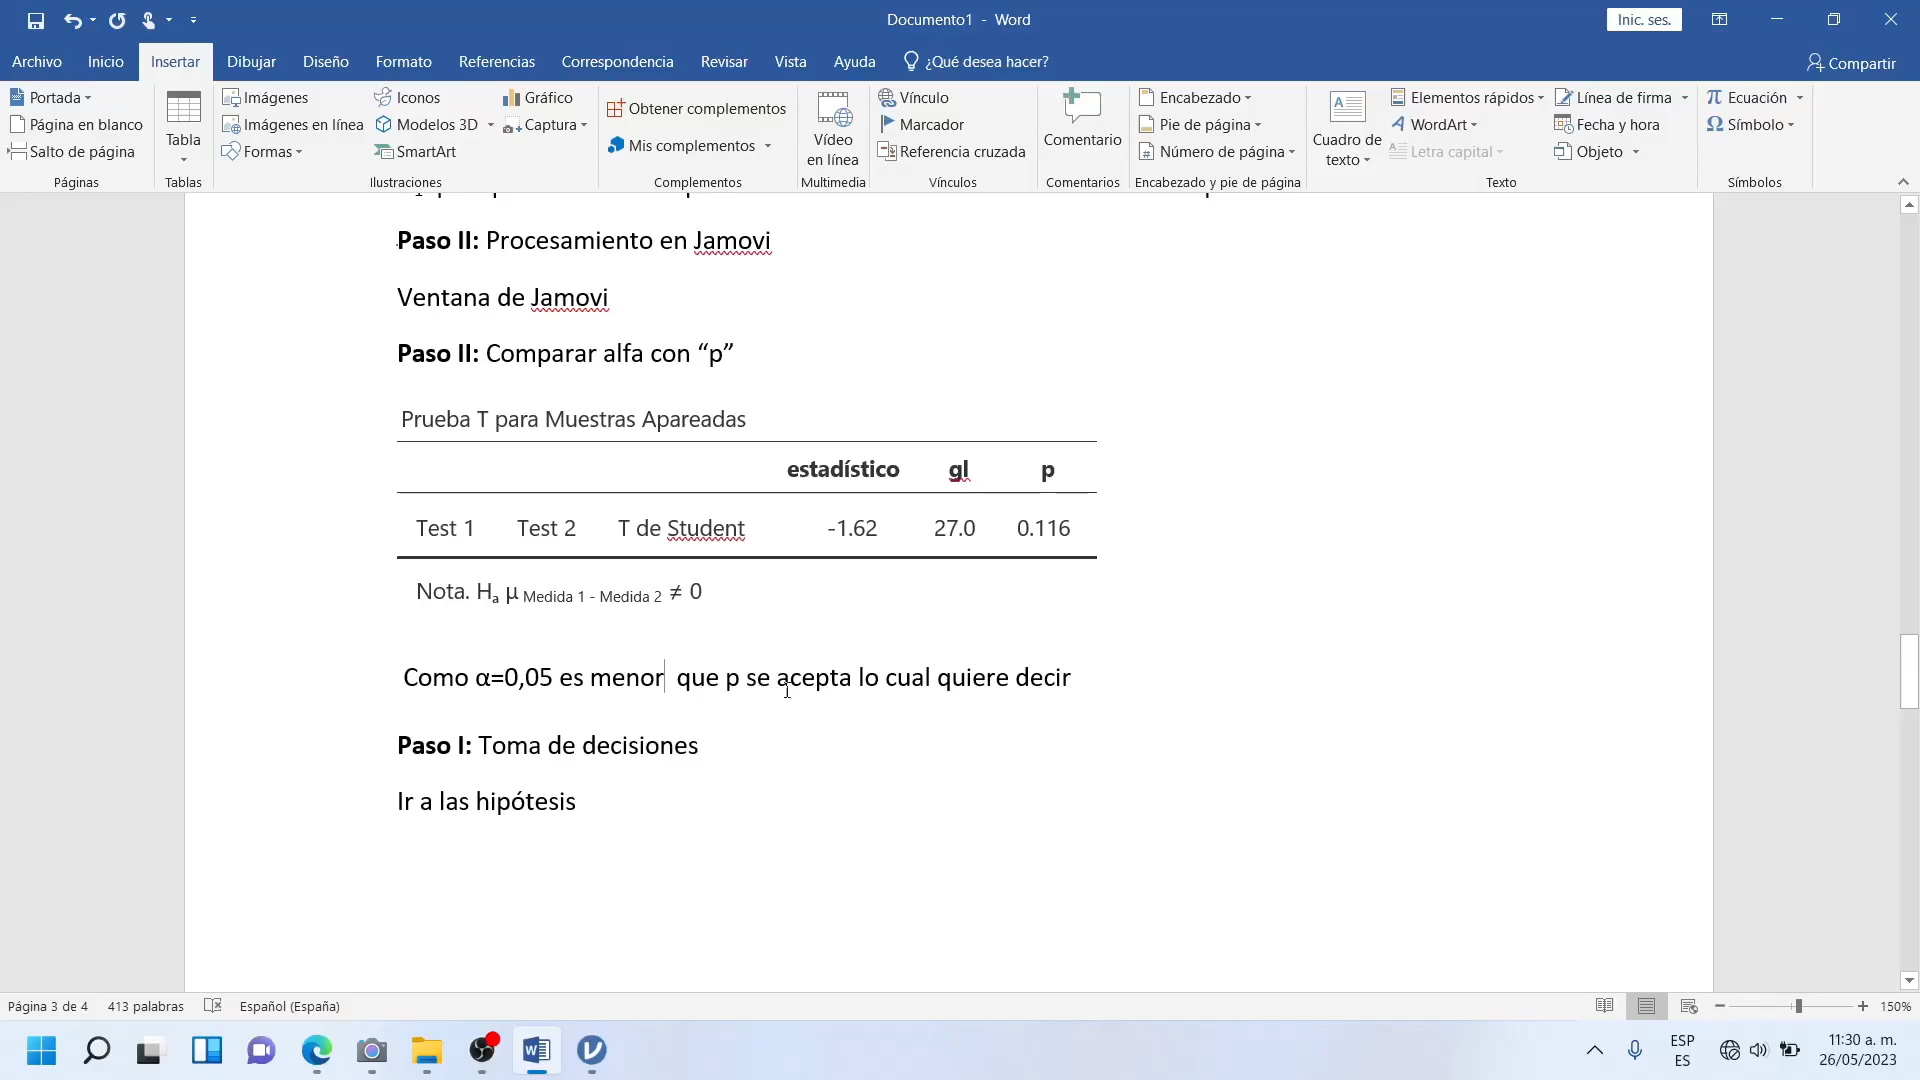 Documento1 - Word
Inic. ses.
Archivo Inicio Insertar Dibujar Diseño Formato Referencias Correspondencia Revisar Vista Ayuda ¿Qué desea hacer? Compartir
Portada
Página en blanco
Salto de página
Páginas
Tabla
Tablas
Imágenes
Imágenes en línea
Formas
Iconos
Modelos 3D
SmartArt
Gráfico
Captura
Ilustraciones
Obtener complementos
Mis complementos
Complementos
Vídeo
en línea
Multimedia
Vínculo
Marcador
Referencia cruzada
Vínculos
Comentario
Comentarios
Encabezado
Pie de página
Número de página
Encabezado y pie de página
Cuadro de
texto
Elementos rápidos
WordArt
Letra capital
Línea de firma
Fecha y hora
Objeto
Texto
Ecuación
Símbolo
Símbolos
Paso II: Procesamiento en Jamovi
Ventana de Jamovi
Paso II: Comparar alfa con “p”
Prueba T para Muestras Apareadas
estadístico gl p
Test 1 Test 2 T de Student -1.62 27.0 0.116
Nota. Hₐ μ Medida 1 - Medida 2 ≠ 0
Como α=0,05 es menor que p se acepta lo cual quiere decir
Paso I: Toma de decisiones
Ir a las hipótesis
Página 3 de 4 413 palabras Español (España) 150%
ESP
ES
11:30 a. m.
26/05/2023